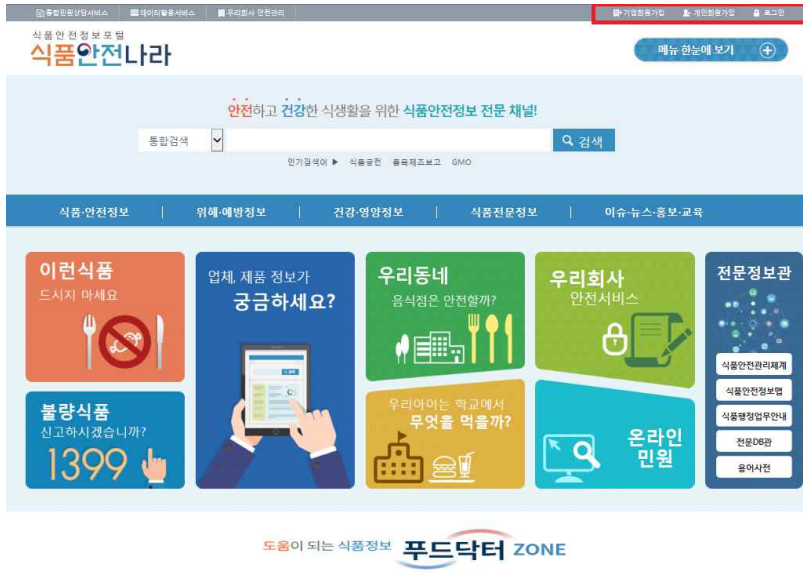 통합민원상담서비스 데이터활용서비스 우리회사 안전관리
기업회원가입 개인회원가입 로그인
식품안전정보포털
식품안전나라
메뉴 한눈에 보기
안전하고 건강한 식생활을 위한 식품안전정보 전문 채널!
통합검색
검색
인기검색어 ▶ 식품공전 품목제조보고 GMO
식품·안전정보 | 위해·예방정보 | 건강·영양정보 | 식품전문정보 | 이슈·뉴스·홍보·교육
이런식품
드시지 마세요
업체, 제품 정보가
궁금하세요?
우리동네
음식점은 안전할까?
우리회사
안전서비스
전문정보관
식품안전관리체계
식품안전정보맵
식품행정업무안내
전문DB관
용어사전
불량식품
신고하시겠습니까?
1399
우리아이는 학교에서
무엇을 먹을까?
온라인
민원
도움이 되는 식품정보 푸드닥터 ZONE